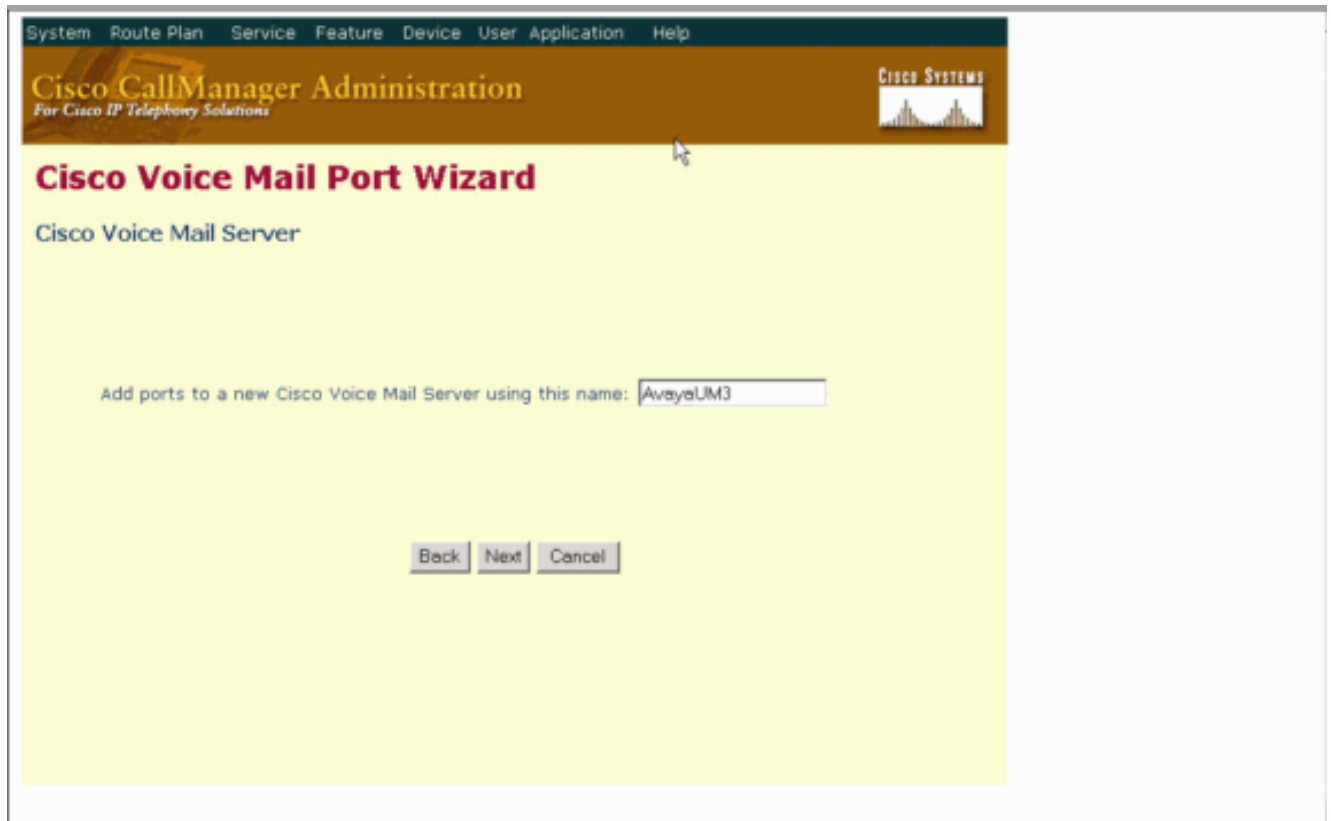 System Route Plan Service Feature Device User Application Help
Cisco CallManager Administration
For Cisco IP Telephony Solutions
CISCO SYSTEMS
Cisco Voice Mail Port Wizard
Cisco Voice Mail Server
Add ports to a new Cisco Voice Mail Server using this name: AvayaUM3
Back Next Cancel